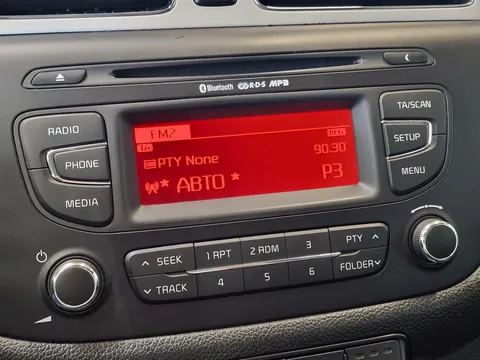 Bluetooth R·D·S MP3
RADIO
PHONE
MEDIA
FM2
PTY None
90.30
* АВТО *
P3
TA/SCAN
SETUP
MENU
SEEK
TRACK
1 RPT
2 RDM
3
4
5
6
PTY
FOLDER